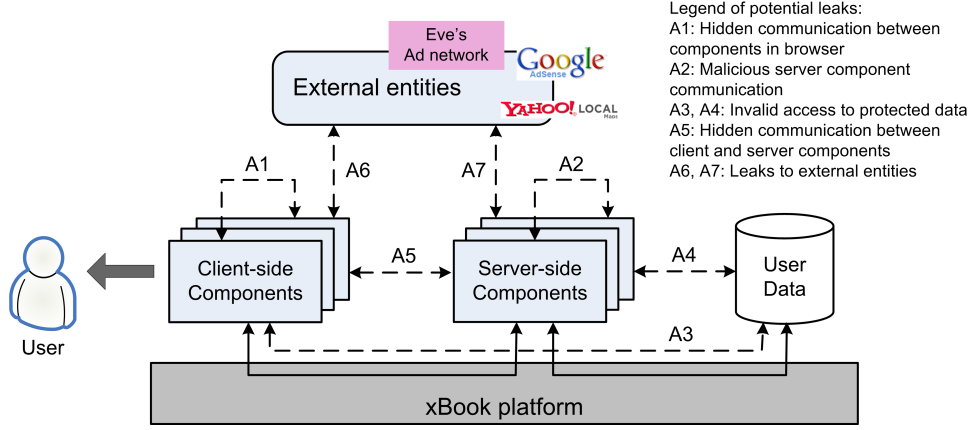 Legend of potential leaks:
A1: Hidden communication between
components in browser
A2: Malicious server component
communication
A3, A4: Invalid access to protected data
A5: Hidden communication between
client and server components
A6, A7: Leaks to external entities
Eve's
Ad network
External entities
Google
AdSense
YAHOO! LOCAL
Maps
A1
A6
A7
A2
Client-side
Components
A5
Server-side
Components
A4
User
Data
User
A3
xBook platform